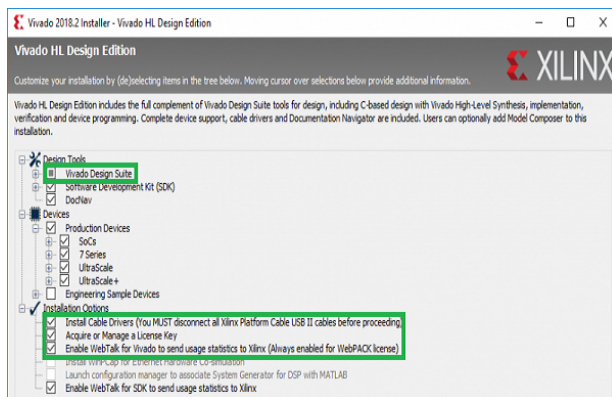 Vivado 2018.2 Installer - Vivado HL Design Edition
Vivado HL Design Edition
XILINX
Customize your installation by (de)selecting items in the tree below. Moving cursor over selections below provide additional information.
Vivado HL Design Edition includes the full complement of Vivado Design Suite tools for design, including C-based design with Vivado High-Level Synthesis, implementation,
verification and device programming. Complete device support, cable drivers and Documentation Navigator are included. Users can optionally add Model Composer to this
installation.
Design Tools
Vivado Design Suite
Software Development Kit (SDK)
DocNav
Devices
Production Devices
SoCs
7 Series
UltraScale
UltraScale+
Engineering Sample Devices
Installation Options
Install Cable Drivers (You MUST disconnect all Xilinx Platform Cable USB II cables before proceeding)
Acquire or Manage a License Key
Enable WebTalk for Vivado to send usage statistics to Xilinx (Always enabled for WebPACK license)
Install WinPCap for Ethernet Hardware Co-simulation
Launch configuration manager to associate System Generator for DSP with MATLAB
Enable WebTalk for SDK to send usage statistics to Xilinx